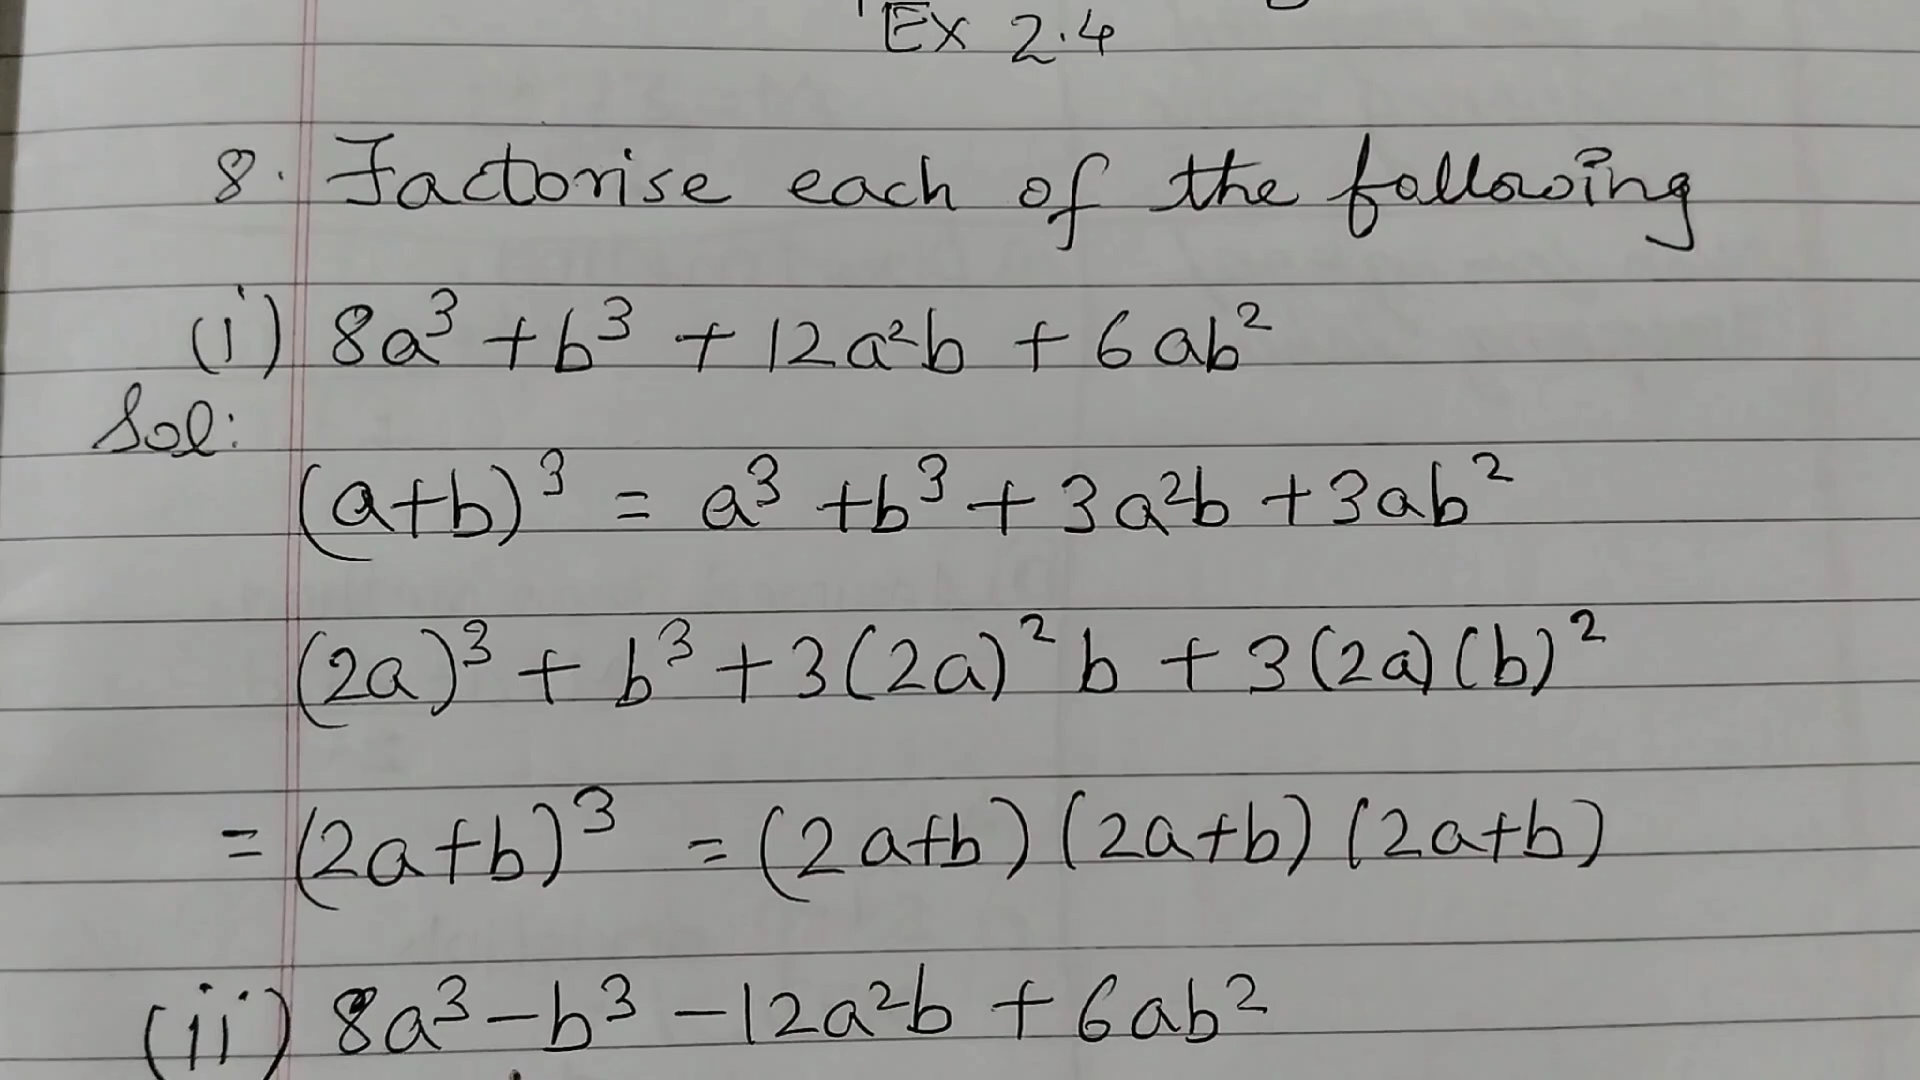 Ex 2.4
8. Factorise each of the following
(i) 8a³ + b³ + 12a²b + 6ab²
Sol:
(a+b)³ = a³ + b³ + 3a²b + 3ab²
(2a)³ + b³ + 3(2a)²b + 3(2a)(b)²
= (2a+b)³ = (2a+b)(2a+b)(2a+b)
(ii) 8a³ - b³ - 12a²b + 6ab²